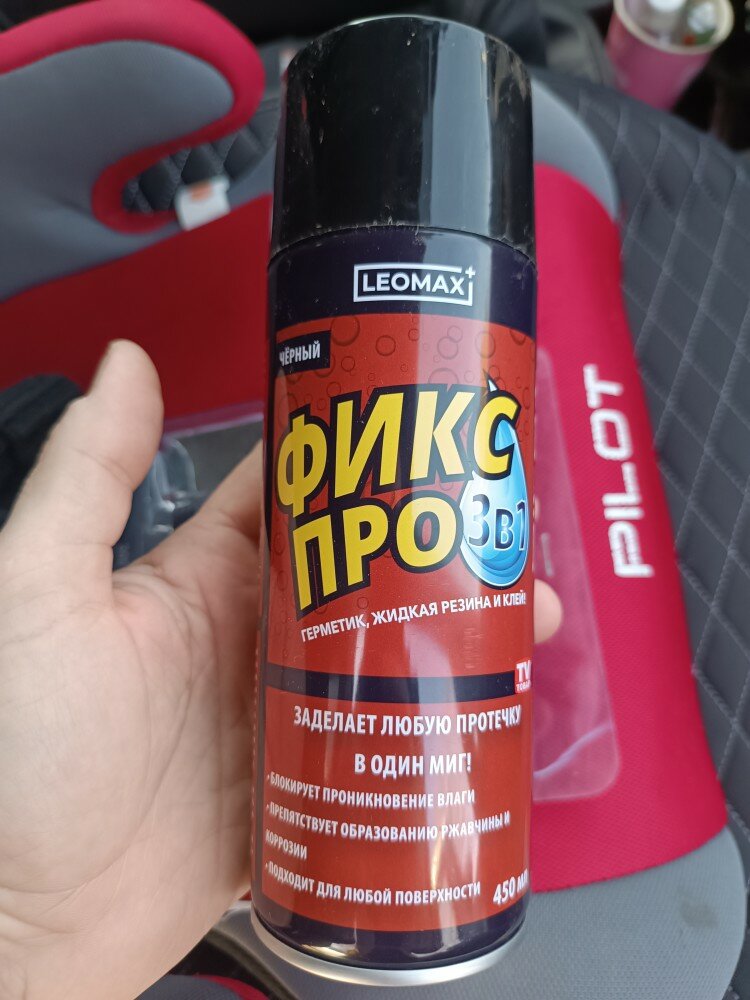 LEOMAX+
ЧЁРНЫЙ
ФИКС
ПРО
3в1
ГЕРМЕТИК, ЖИДКАЯ РЕЗИНА И КЛЕЙ!
TV
ТОВАР
ЗАДЕЛАЕТ ЛЮБУЮ ПРОТЕЧКУ
В ОДИН МИГ!
•БЛОКИРУЕТ ПРОНИКНОВЕНИЕ ВЛАГИ
•ПРЕПЯТСТВУЕТ ОБРАЗОВАНИЮ РЖАВЧИНЫ И
КОРРОЗИИ
•ПОДХОДИТ ДЛЯ ЛЮБОЙ ПОВЕРХНОСТИ
450 мл
PILOT